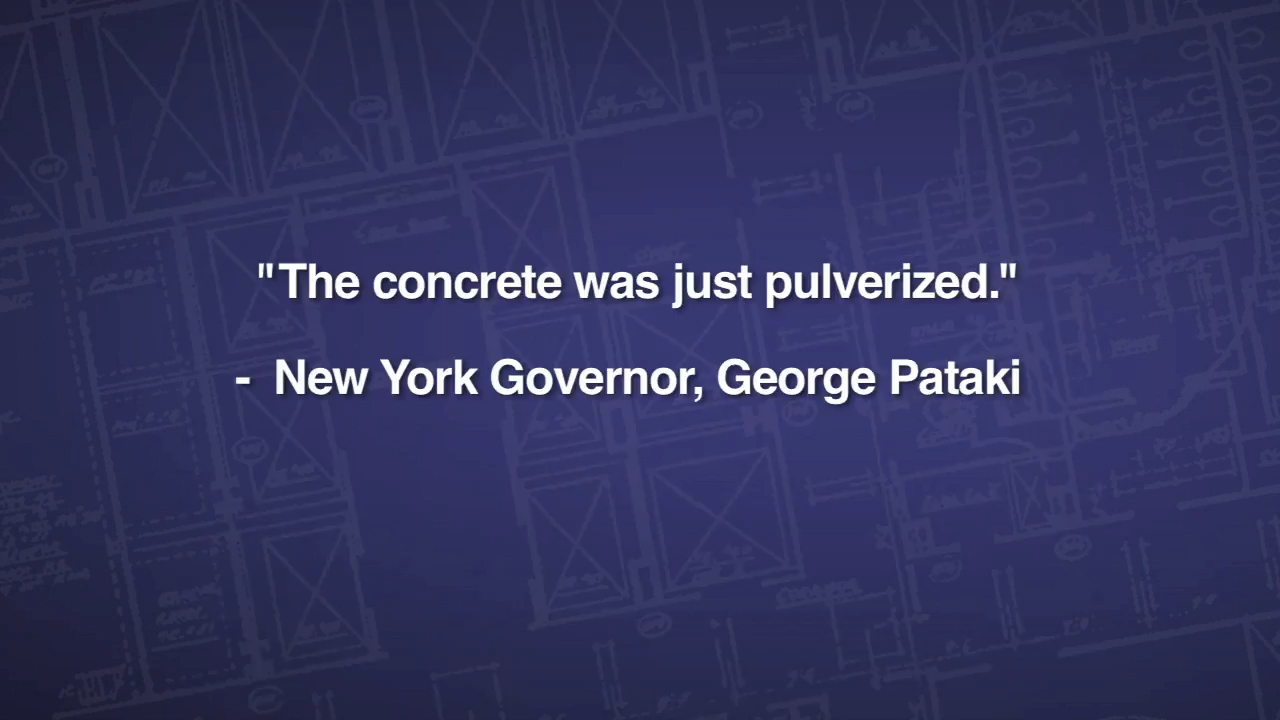 "The concrete was just pulverized."
- New York Governor, George Pataki